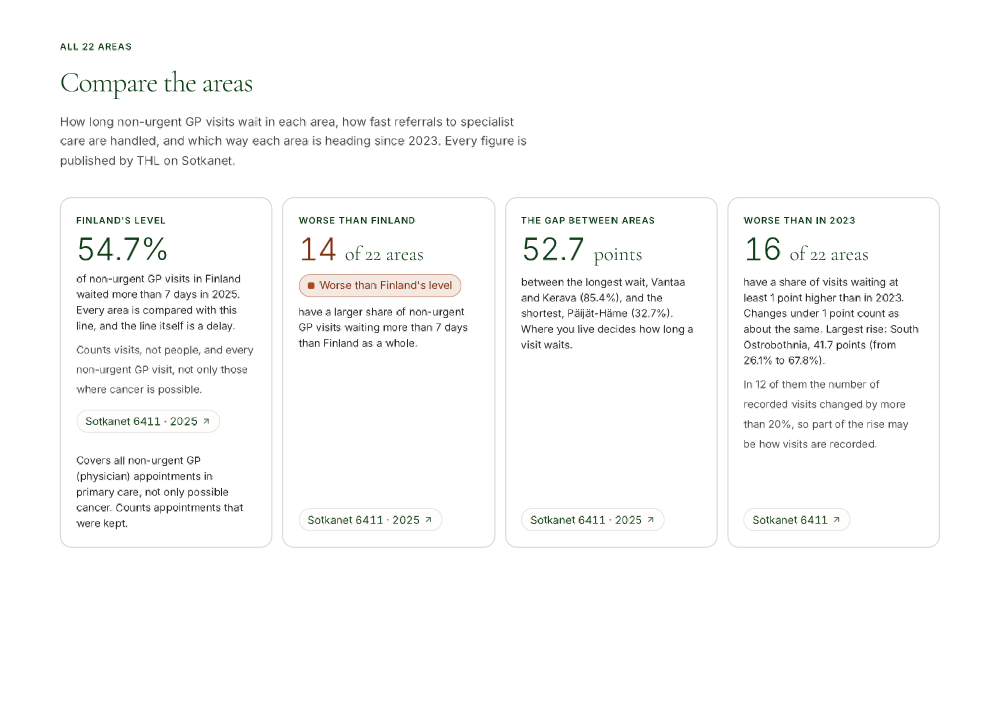 ALL 22 AREAS
Compare the areas
How long non-urgent GP visits wait in each area, how fast referrals to specialist
care are handled, and which way each area is heading since 2023. Every figure is
published by THL on Sotkanet.
FINLAND'S LEVEL
54.7%
of non-urgent GP visits in Finland
waited more than 7 days in 2025.
Every area is compared with this
line, and the line itself is a delay.
Counts visits, not people, and every
non-urgent GP visit, not only those
where cancer is possible.
Sotkanet 6411 · 2025 ↗
Covers all non-urgent GP
(physician) appointments in
primary care, not only possible
cancer. Counts appointments that
were kept.
WORSE THAN FINLAND
14 of 22 areas
Worse than Finland's level
have a larger share of non-urgent
GP visits waiting more than 7 days
than Finland as a whole.
Sotkanet 6411 · 2025 ↗
THE GAP BETWEEN AREAS
52.7 points
between the longest wait, Vantaa
and Kerava (85.4%), and the
shortest, Päijät-Häme (32.7%).
Where you live decides how long a
visit waits.
Sotkanet 6411 · 2025 ↗
WORSE THAN IN 2023
16 of 22 areas
have a share of visits waiting at
least 1 point higher than in 2023.
Changes under 1 point count as
about the same. Largest rise: South
Ostrobothnia, 41.7 points (from
26.1% to 67.8%).
In 12 of them the number of
recorded visits changed by more
than 20%, so part of the rise may
be how visits are recorded.
Sotkanet 6411 ↗